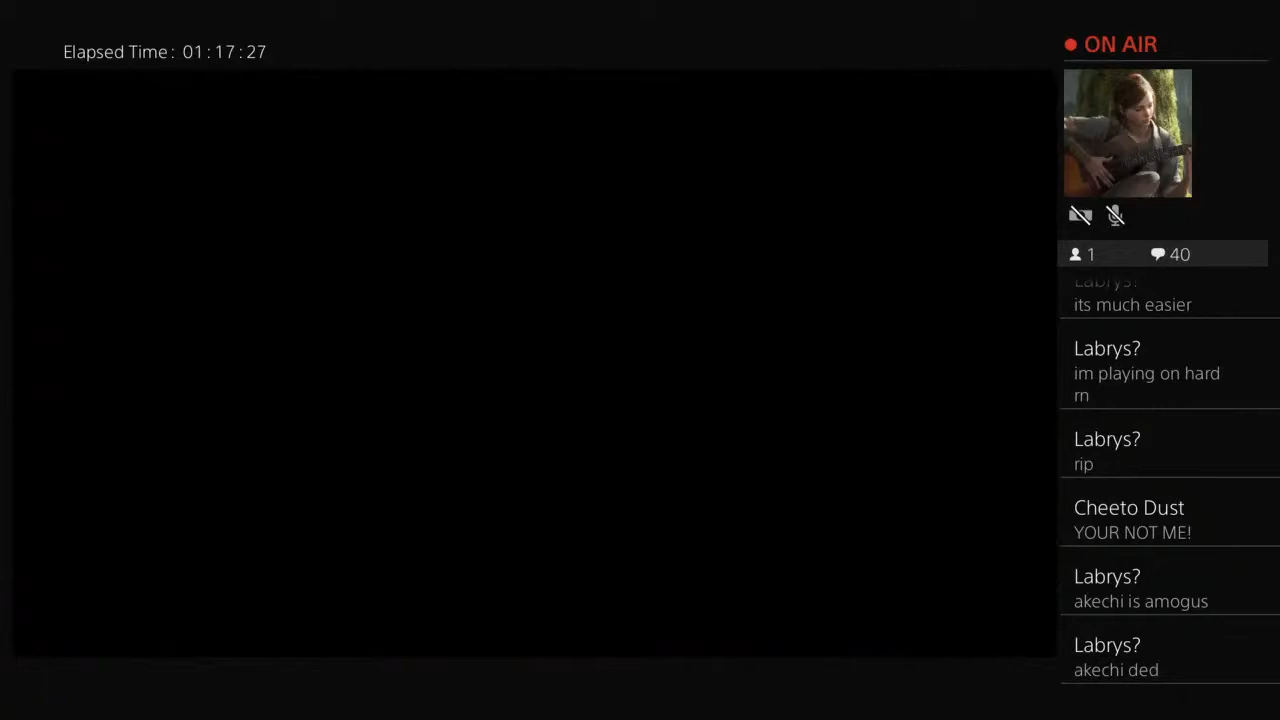 Elapsed Time: 01:17:27
ON AIR
1 40
Labrys?
its much easier
Labrys?
im playing on hard
rn
Labrys?
rip
Cheeto Dust
YOUR NOT ME!
Labrys?
akechi is amogus
Labrys?
akechi ded